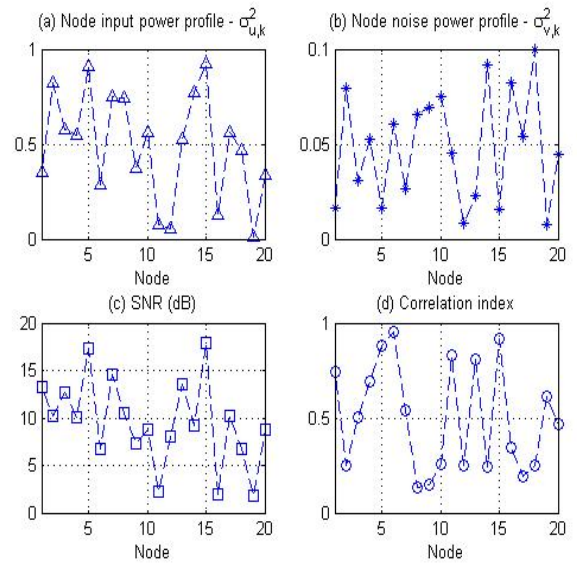 (a) Node input power profile - σ²u,k
1
0.5
0
5 10 15 20
Node
(b) Node noise power profile - σ²v,k
0.1
0.05
0
5 10 15 20
Node
(c) SNR (dB)
20
15
10
5
0
5 10 15 20
Node
(d) Correlation index
1
0.5
0
5 10 15 20
Node